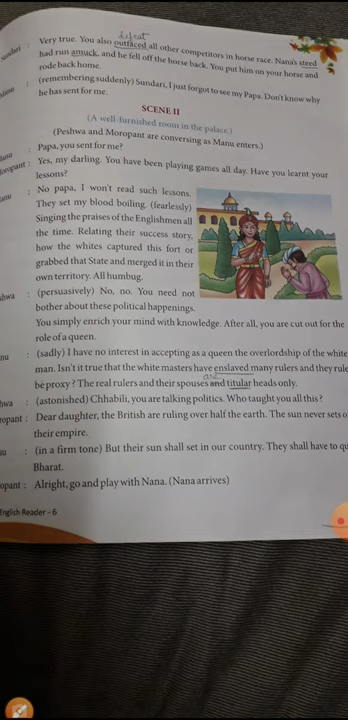 defeat
Sundari : Very true. You also outfaced all other competitors in horse race. Nana's steed
had run amuck, and he fell off the horse back. You put him on your horse and
rode back home.
: (remembering suddenly) Sundari, I just forgot to see my Papa. Don't know why
he has sent for me.
SCENE II
(A well-furnished room in the palace.)
(Peshwa and Moropant are conversing as Manu enters.)
: Papa, you sent for me?
oropant : Yes, my darling. You have been playing games all day. Have you learnt your
lessons?
anu : No papa, I won't read such lessons.
They set my blood boiling. (fearlessly)
Singing the praises of the Englishmen all
the time. Relating their success story,
how the whites captured this fort or
grabbed that State and merged it in their
own territory. All humbug.
hwa : (persuasively) No, no. You need not
bother about these political happenings.
You simply enrich your mind with knowledge. After all, you are cut out for the
role of a queen.
nu : (sadly) I have no interest in accepting as a queen the overlordship of the white
man. Isn't it true that the white masters have enslaved many rulers and they rule
are
be proxy ? The real rulers and their spouses and titular heads only.
hwa : (astonished) Chhabili, you are talking politics. Who taught you all this?
ropant : Dear daughter, the British are ruling over half the earth. The sun never sets o
their empire.
: (in a firm tone) But their sun shall set in our country. They shall have to qu
Bharat.
opant : Alright, go and play with Nana. (Nana arrives)
English Reader - 6